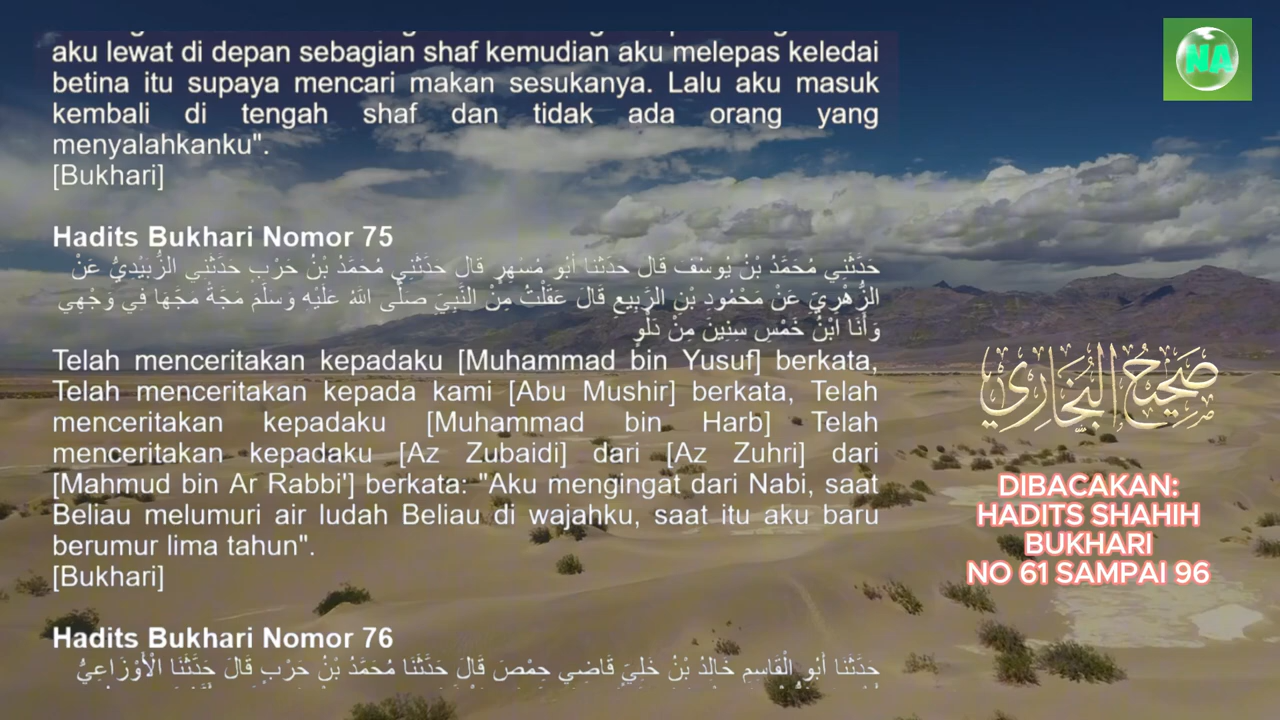 aku lewat di depan sebagian shaf kemudian aku melepas keledai
betina itu supaya mencari makan sesukanya. Lalu aku masuk
kembali di tengah shaf dan tidak ada orang yang
menyalahkanku".
[Bukhari]
Hadits Bukhari Nomor 75
حَدَّثَنِي مُحَمَّدُ بْنُ يُوسُفَ قَالَ حَدَّثَنَا أَبُو مُسْهِرٍ قَالَ حَدَّثَنِي مُحَمَّدُ بْنُ حَرْبٍ حَدَّثَنِي الزُّبَيْدِيُّ عَنْ
الزُّهْرِيِّ عَنْ مَحْمُودِ بْنِ الرَّبِيعِ قَالَ عَقَلْتُ مِنْ النَّبِيِّ صَلَّى اللَّهُ عَلَيْهِ وَسَلَّمَ مَجَّةً مَجَّهَا فِي وَجْهِي
وَأَنَا ابْنُ خَمْسِ سِنِينَ مِنْ دَلْوٍ
Telah menceritakan kepadaku [Muhammad bin Yusuf] berkata,
Telah menceritakan kepada kami [Abu Mushir] berkata, Telah
menceritakan kepadaku [Muhammad bin Harb] Telah
menceritakan kepadaku [Az Zubaidi] dari [Az Zuhri] dari
[Mahmud bin Ar Rabbi'] berkata: "Aku mengingat dari Nabi, saat
Beliau melumuri air ludah Beliau di wajahku, saat itu aku baru
berumur lima tahun".
[Bukhari]
Hadits Bukhari Nomor 76
حَدَّثَنَا أَبُو الْقَاسِمِ خَالِدُ بْنُ خَلِيٍّ قَاضِي حِمْصَ قَالَ حَدَّثَنَا مُحَمَّدُ بْنُ حَرْبٍ قَالَ حَدَّثَنَا الْأَوْزَاعِيُّ
NA
صَحِيحُ الْبُخَارِيّ
DIBACAKAN:
HADITS SHAHIH
BUKHARI
NO 61 SAMPAI 96